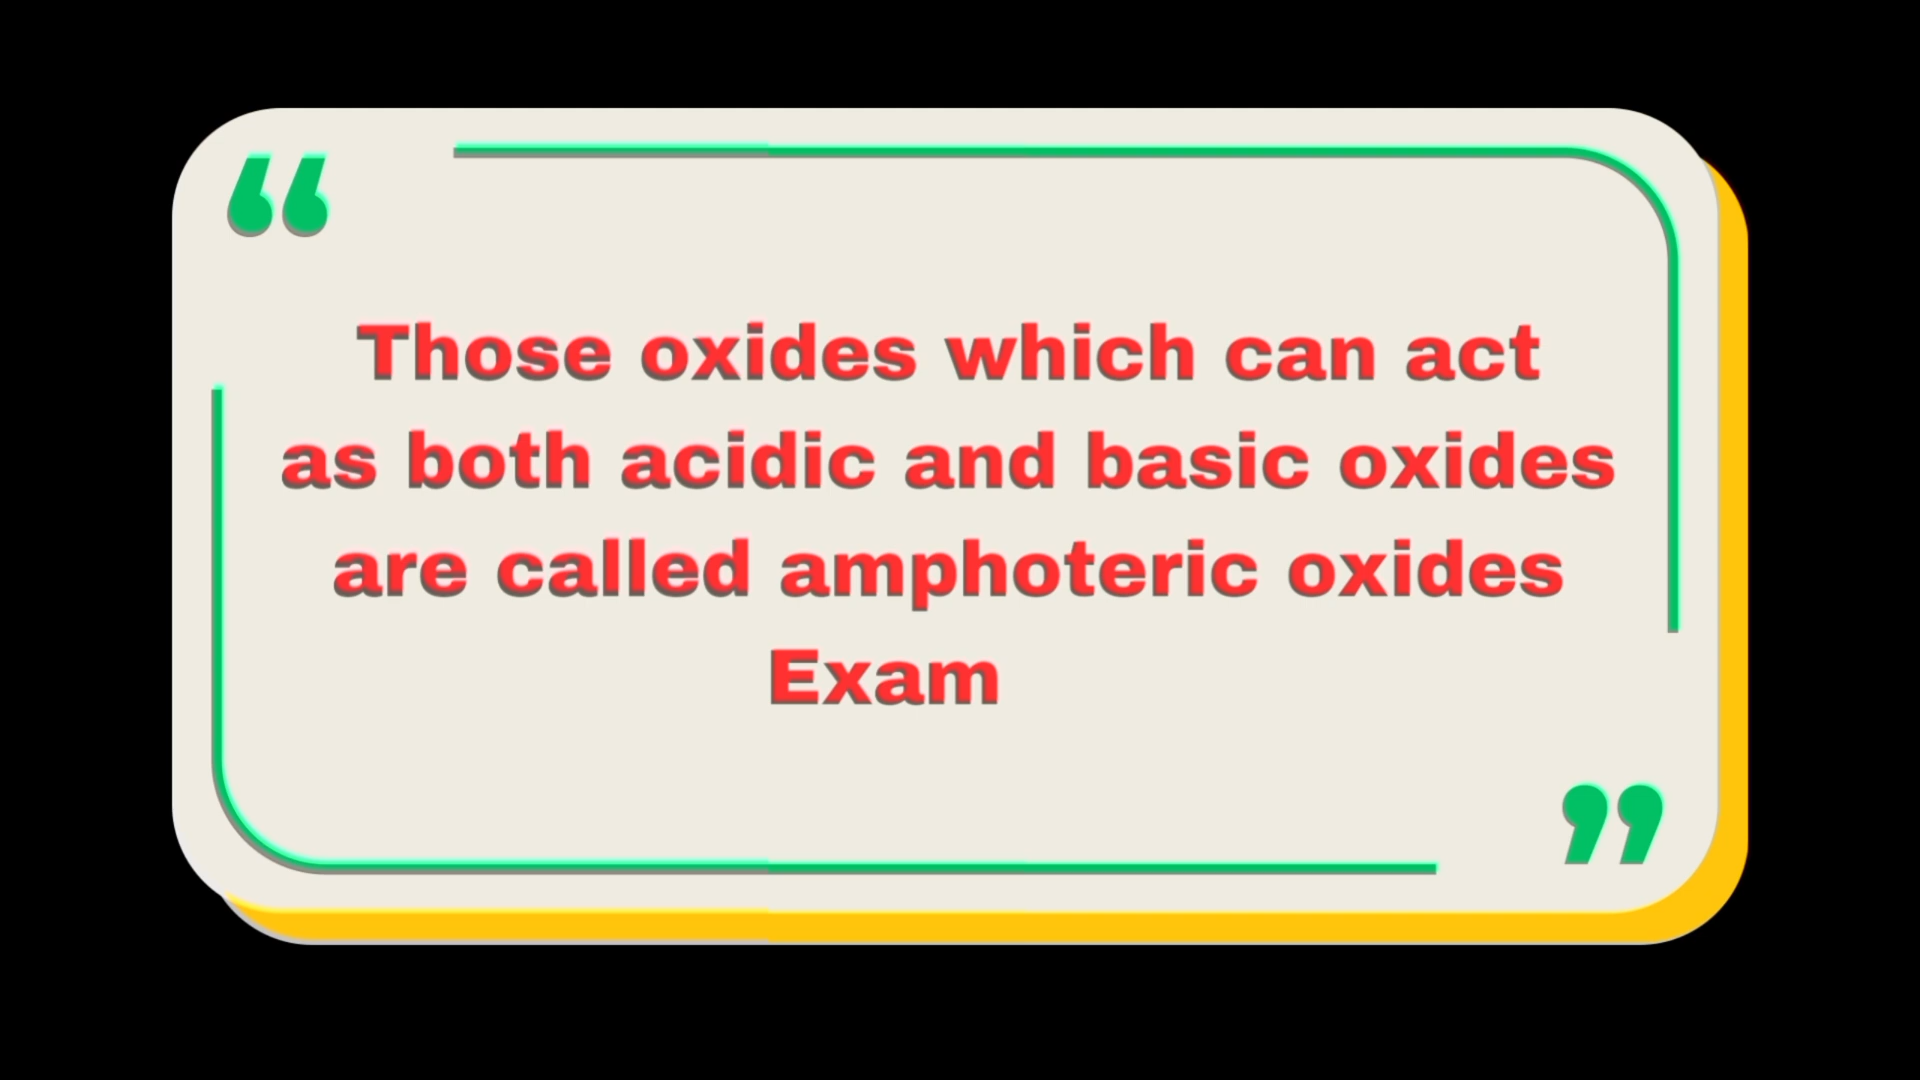 Those oxides which can act
as both acidic and basic oxides
are called amphoteric oxides
Exam